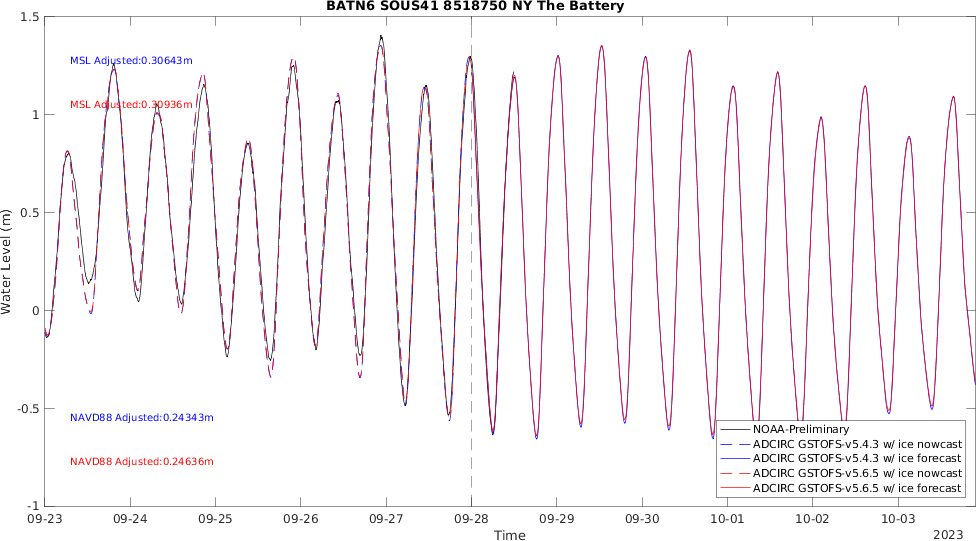 BATN6 SOUS41 8518750 NY The Battery
1.5
MSL Adjusted:0.30643m
MSL Adjusted:0.30936m
1
0.5
Water Level (m)
0
-0.5
NAVD88 Adjusted:0.24343m
NAVD88 Adjusted:0.24636m
NOAA-Preliminary
ADCIRC GSTOFS-v5.4.3 w/ ice nowcast
ADCIRC GSTOFS-v5.4.3 w/ ice forecast
ADCIRC GSTOFS-v5.6.5 w/ ice nowcast
ADCIRC GSTOFS-v5.6.5 w/ ice forecast
-1
09-23 09-24 09-25 09-26 09-27 09-28 09-29 09-30 10-01 10-02 10-03
Time
2023